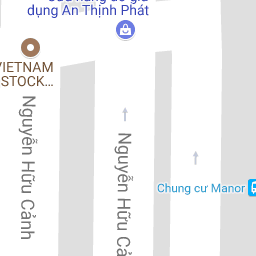 dụng An Thịnh Phát
VIETNAM
STOCK...
Nguyễn Hữu Cảnh
Nguyễn Hữu Cả
Chung cư Manor